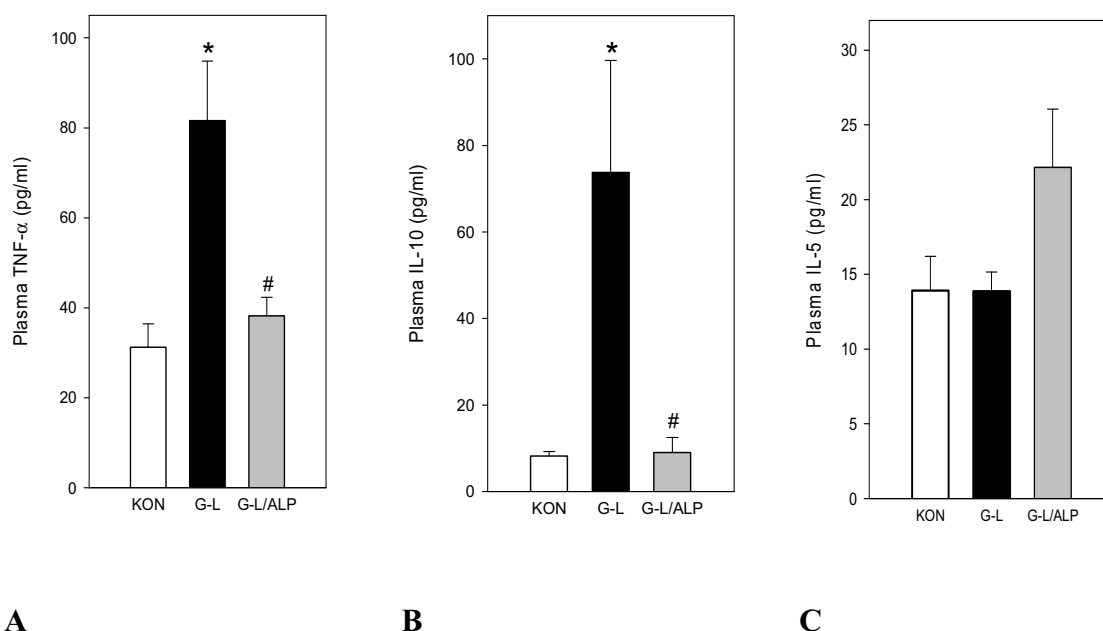 Plasma TNF-α (pg/ml)
100
80
60
40
20
0
*
#
KON G-L G-L/ALP
A
Plasma IL-10 (pg/ml)
100
80
60
40
20
0
*
#
KON G-L G-L/ALP
B
Plasma IL-5 (pg/ml)
30
25
20
15
10
5
0
KON G-L G-L/ALP
C